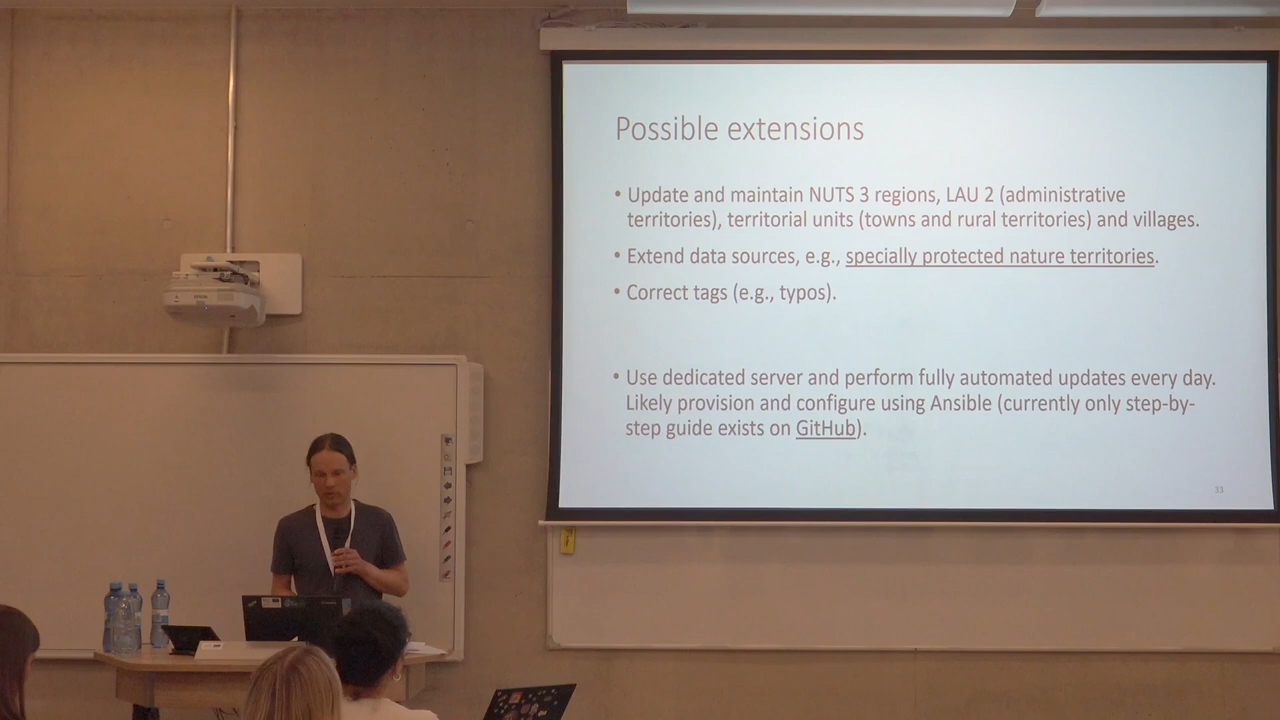 Possible extensions
• Update and maintain NUTS 3 regions, LAU 2 (administrative
territories), territorial units (towns and rural territories) and villages.
• Extend data sources, e.g., specially protected nature territories.
• Correct tags (e.g., typos).
• Use dedicated server and perform fully automated updates every day.
Likely provision and configure using Ansible (currently only step-by-
step guide exists on GitHub).
33
EPSON